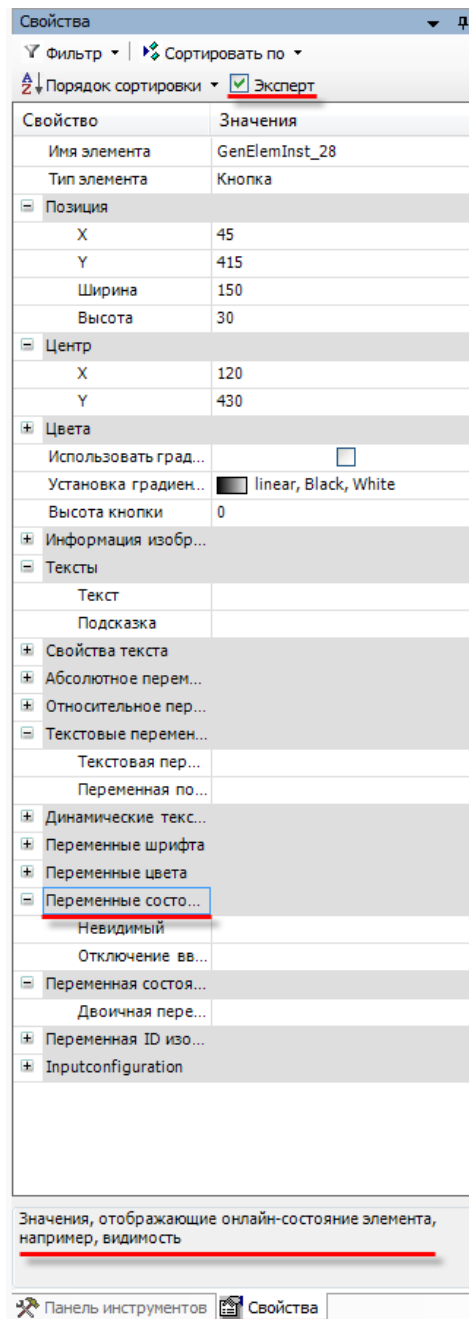 Свойства
Фильтр Сортировать по
Порядок сортировки Эксперт
Свойство Значения
Имя элемента GenElemInst_28
Тип элемента Кнопка
Позиция
X 45
Y 415
Ширина 150
Высота 30
Центр
X 120
Y 430
Цвета
Использовать град...
Установка градиен... linear, Black, White
Высота кнопки 0
Информация изобр...
Тексты
Текст
Подсказка
Свойства текста
Абсолютное перем...
Относительное пер...
Текстовые перемен...
Текстовая пер...
Переменная по...
Динамические текс...
Переменные шрифта
Переменные цвета
Переменные состо...
Невидимый
Отключение вв...
Переменная состоя...
Двоичная пере...
Переменная ID изо...
Inputconfiguration
Значения, отображающие онлайн-состояние элемента,
например, видимость
Панель инструментов Свойства